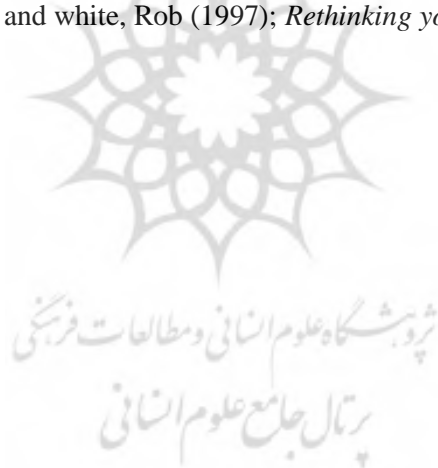 and white, Rob (1997); Rethinking yo
پژوهشگاه علوم انسانی و مطالعات فرهنگی
پرتال جامع علوم انسانی